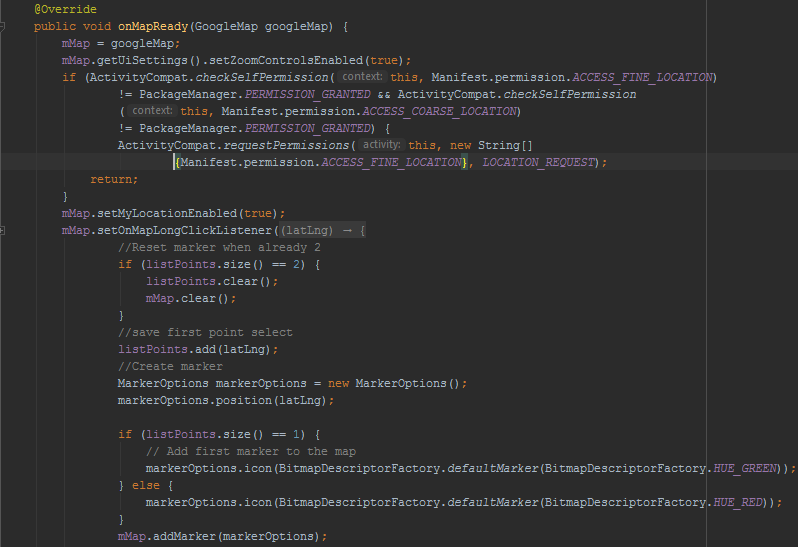 @Override
public void onMapReady(GoogleMap googleMap) {
mMap = googleMap;
mMap.getUiSettings().setZoomControlsEnabled(true);
if (ActivityCompat.checkSelfPermission( context: this, Manifest.permission.ACCESS_FINE_LOCATION)
!= PackageManager.PERMISSION_GRANTED && ActivityCompat.checkSelfPermission
( context: this, Manifest.permission.ACCESS_COARSE_LOCATION)
!= PackageManager.PERMISSION_GRANTED) {
ActivityCompat.requestPermissions( activity: this, new String[]
{Manifest.permission.ACCESS_FINE_LOCATION}, LOCATION_REQUEST);
return;
}
mMap.setMyLocationEnabled(true);
mMap.setOnMapLongClickListener((latLng) → {
//Reset marker when already 2
if (listPoints.size() == 2) {
listPoints.clear();
mMap.clear();
}
//save first point select
listPoints.add(latLng);
//Create marker
MarkerOptions markerOptions = new MarkerOptions();
markerOptions.position(latLng);
if (listPoints.size() == 1) {
// Add first marker to the map
markerOptions.icon(BitmapDescriptorFactory.defaultMarker(BitmapDescriptorFactory.HUE_GREEN));
} else {
markerOptions.icon(BitmapDescriptorFactory.defaultMarker(BitmapDescriptorFactory.HUE_RED));
}
mMap.addMarker(markerOptions);